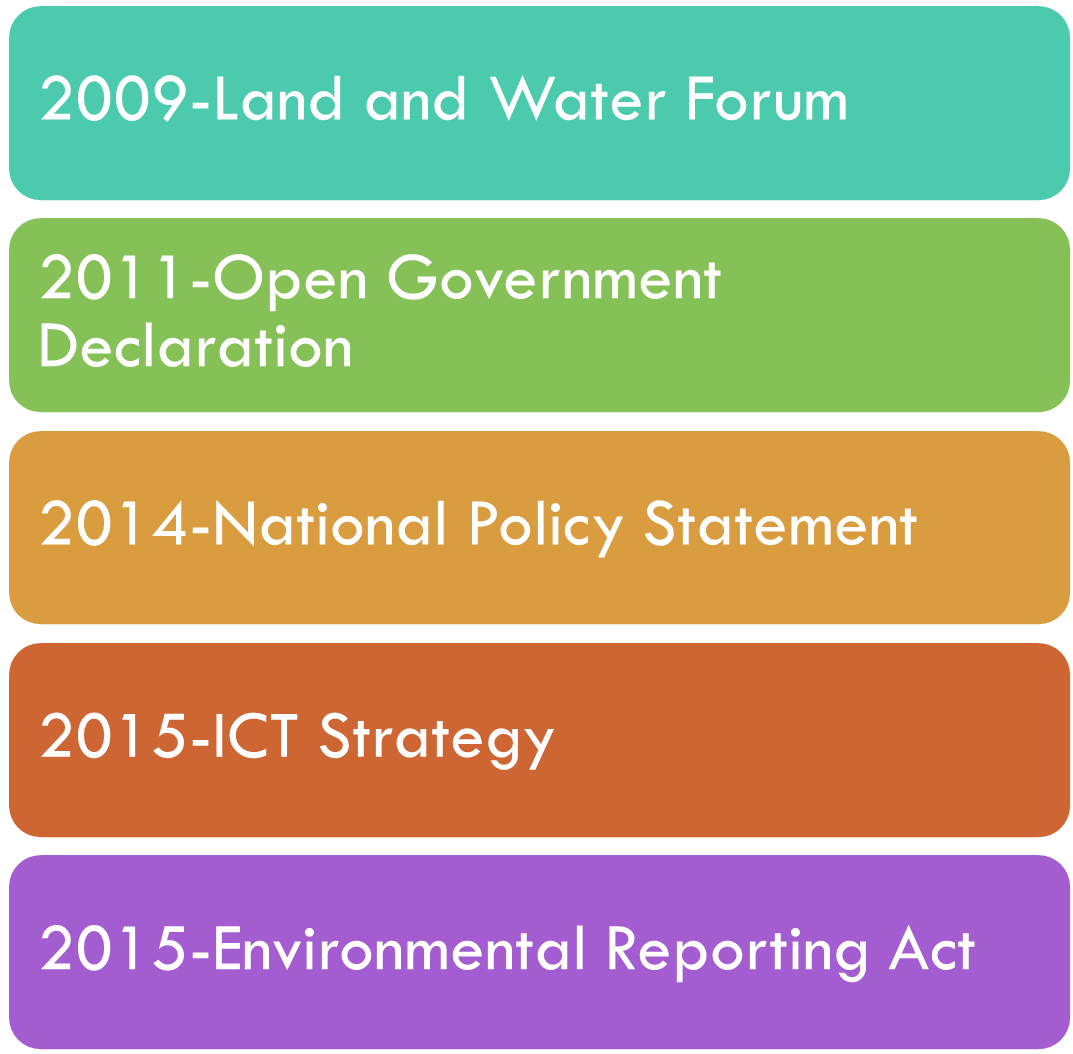 2009-Land and Water Forum
2011-Open Government
Declaration
2014-National Policy Statement
2015-ICT Strategy
2015-Environmental Reporting Act